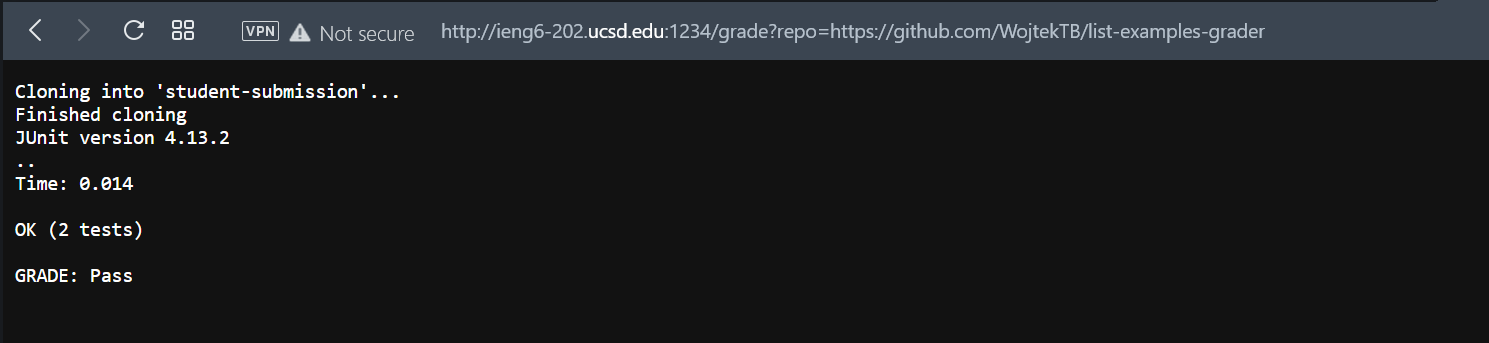 VPN Not secure http://ieng6-202.ucsd.edu:1234/grade?repo=https://github.com/WojtekTB/list-examples-grader
Cloning into 'student-submission'...
Finished cloning
JUnit version 4.13.2
..
Time: 0.014
OK (2 tests)
GRADE: Pass